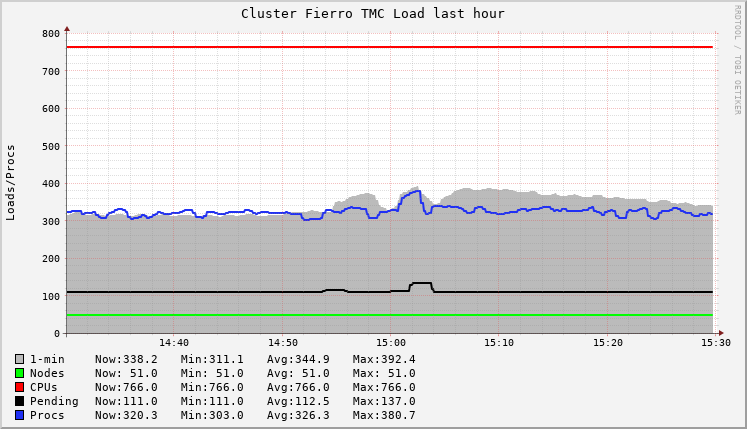 Cluster Fierro TMC Load last hour
RRDTOOL / TOBI OETIKER
Loads/Procs
800
700
600
500
400
300
200
100
0
14:40 14:50 15:00 15:10 15:20 15:30
1-min Now:338.2 Min:311.1 Avg:344.9 Max:392.4
Nodes Now: 51.0 Min: 51.0 Avg: 51.0 Max: 51.0
CPUs Now:766.0 Min:766.0 Avg:766.0 Max:766.0
Pending Now:111.0 Min:111.0 Avg:112.5 Max:137.0
Procs Now:320.3 Min:303.0 Avg:326.3 Max:380.7